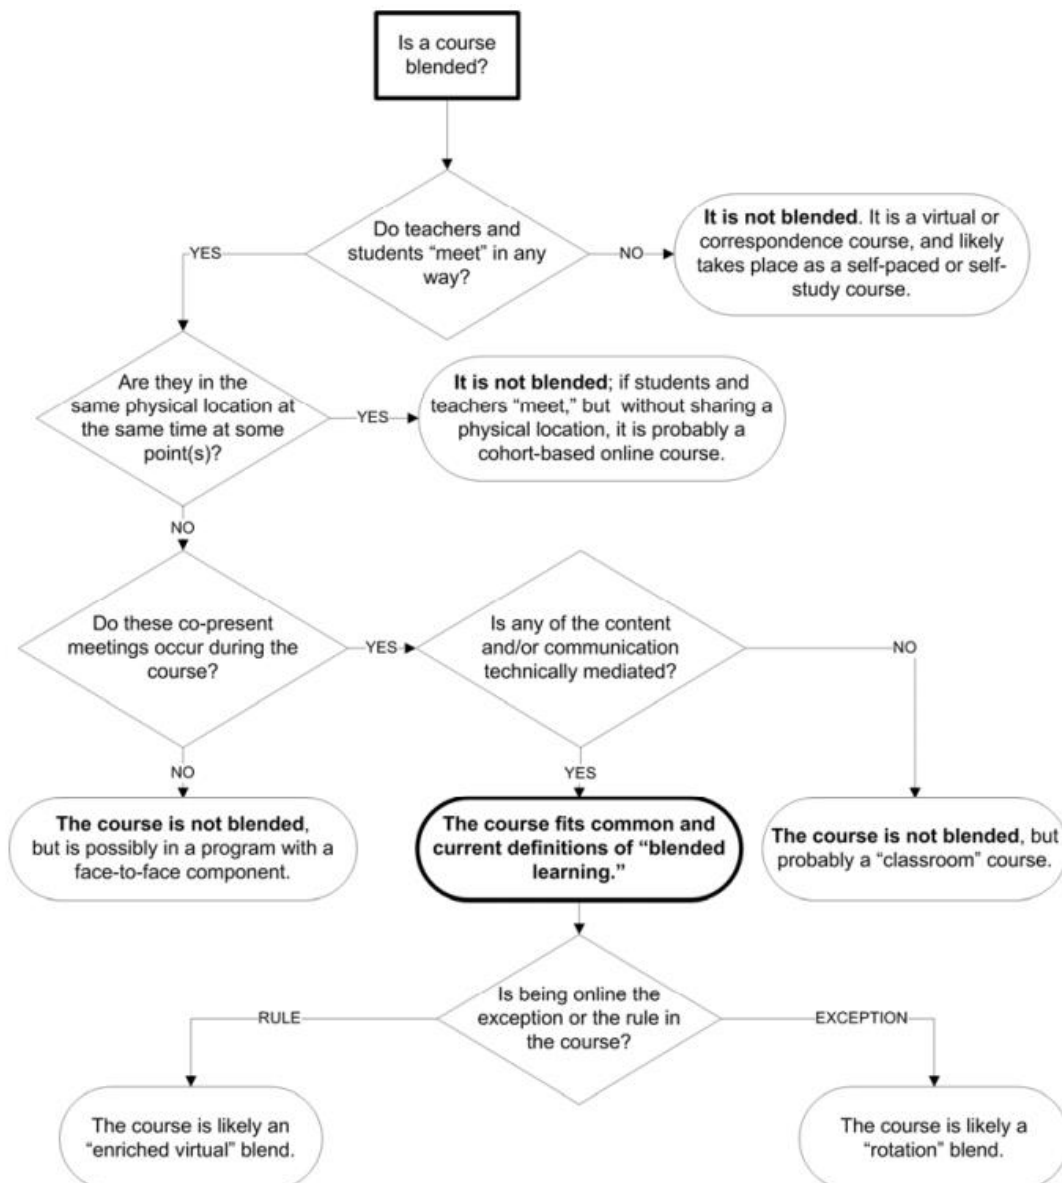 Is a course
blended?
Do teachers and
students “meet” in any
way?
YES
NO
It is not blended. It is a virtual or
correspondence course, and likely
takes place as a self-paced or self-
study course.
Are they in the
same physical location at
the same time at some
point(s)?
YES
It is not blended; if students and
teachers “meet,” but without sharing a
physical location, it is probably a
cohort-based online course.
NO
Do these co-present
meetings occur during the
course?
YES
Is any of the content
and/or communication
technically mediated?
NO
NO
YES
The course is not blended,
but is possibly in a program with a
face-to-face component.
The course fits common and
current definitions of “blended
learning.”
The course is not blended, but
probably a “classroom” course.
Is being online the
exception or the rule in
the course?
RULE
EXCEPTION
The course is likely an
“enriched virtual” blend.
The course is likely a
“rotation” blend.